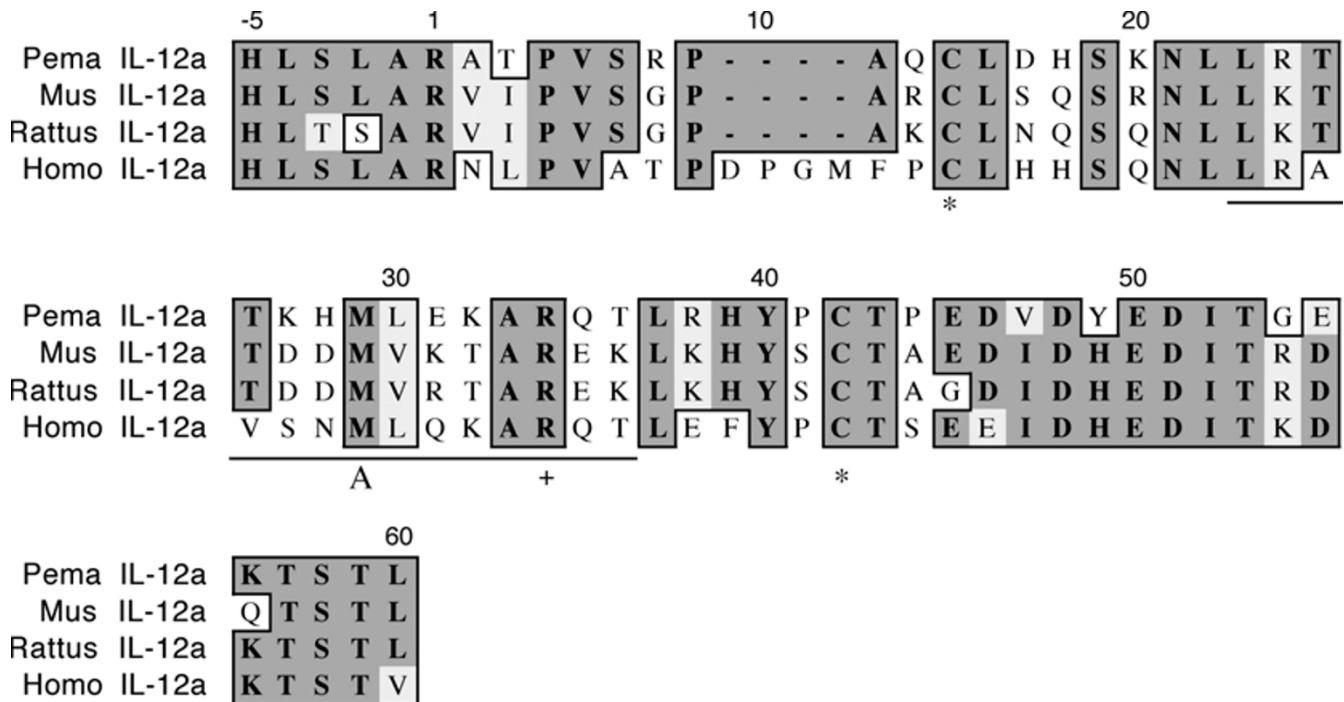 -5 1 10 20
Pema IL-12a H L S L A R A T P V S R P - - - - A Q C L D H S K N L L R T
Mus IL-12a H L S L A R V I P V S G P - - - - A R C L S Q S R N L L K T
Rattus IL-12a H L T S A R V I P V S G P - - - - A K C L N Q S Q N L L K T
Homo IL-12a H L S L A R N L P V A T P D P G M F P C L H H S Q N L L R A
*
30 40 50
Pema IL-12a T K H M L E K A R Q T L R H Y P C T P E D V D Y E D I T G E
Mus IL-12a T D D M V K T A R E K L K H Y S C T A E D I D H E D I T R D
Rattus IL-12a T D D M V R T A R E K L K H Y S C T A G D I D H E D I T R D
Homo IL-12a V S N M L Q K A R Q T L E F Y P C T S E E I D H E D I T K D
A + *
60
Pema IL-12a K T S T L
Mus IL-12a Q T S T L
Rattus IL-12a K T S T L
Homo IL-12a K T S T V